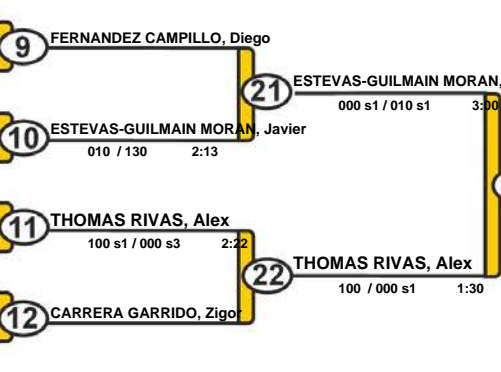 9 FERNANDEZ CAMPILLO, Diego
21 ESTEVAS-GUILMAIN MORAN,
000 s1 / 010 s1 3:00
10 ESTEVAS-GUILMAIN MORAN, Javier
010 / 130 2:13
11 THOMAS RIVAS, Alex
100 s1 / 000 s3 2:22
22 THOMAS RIVAS, Alex
100 / 000 s1 1:30
12 CARRERA GARRIDO, Zigor